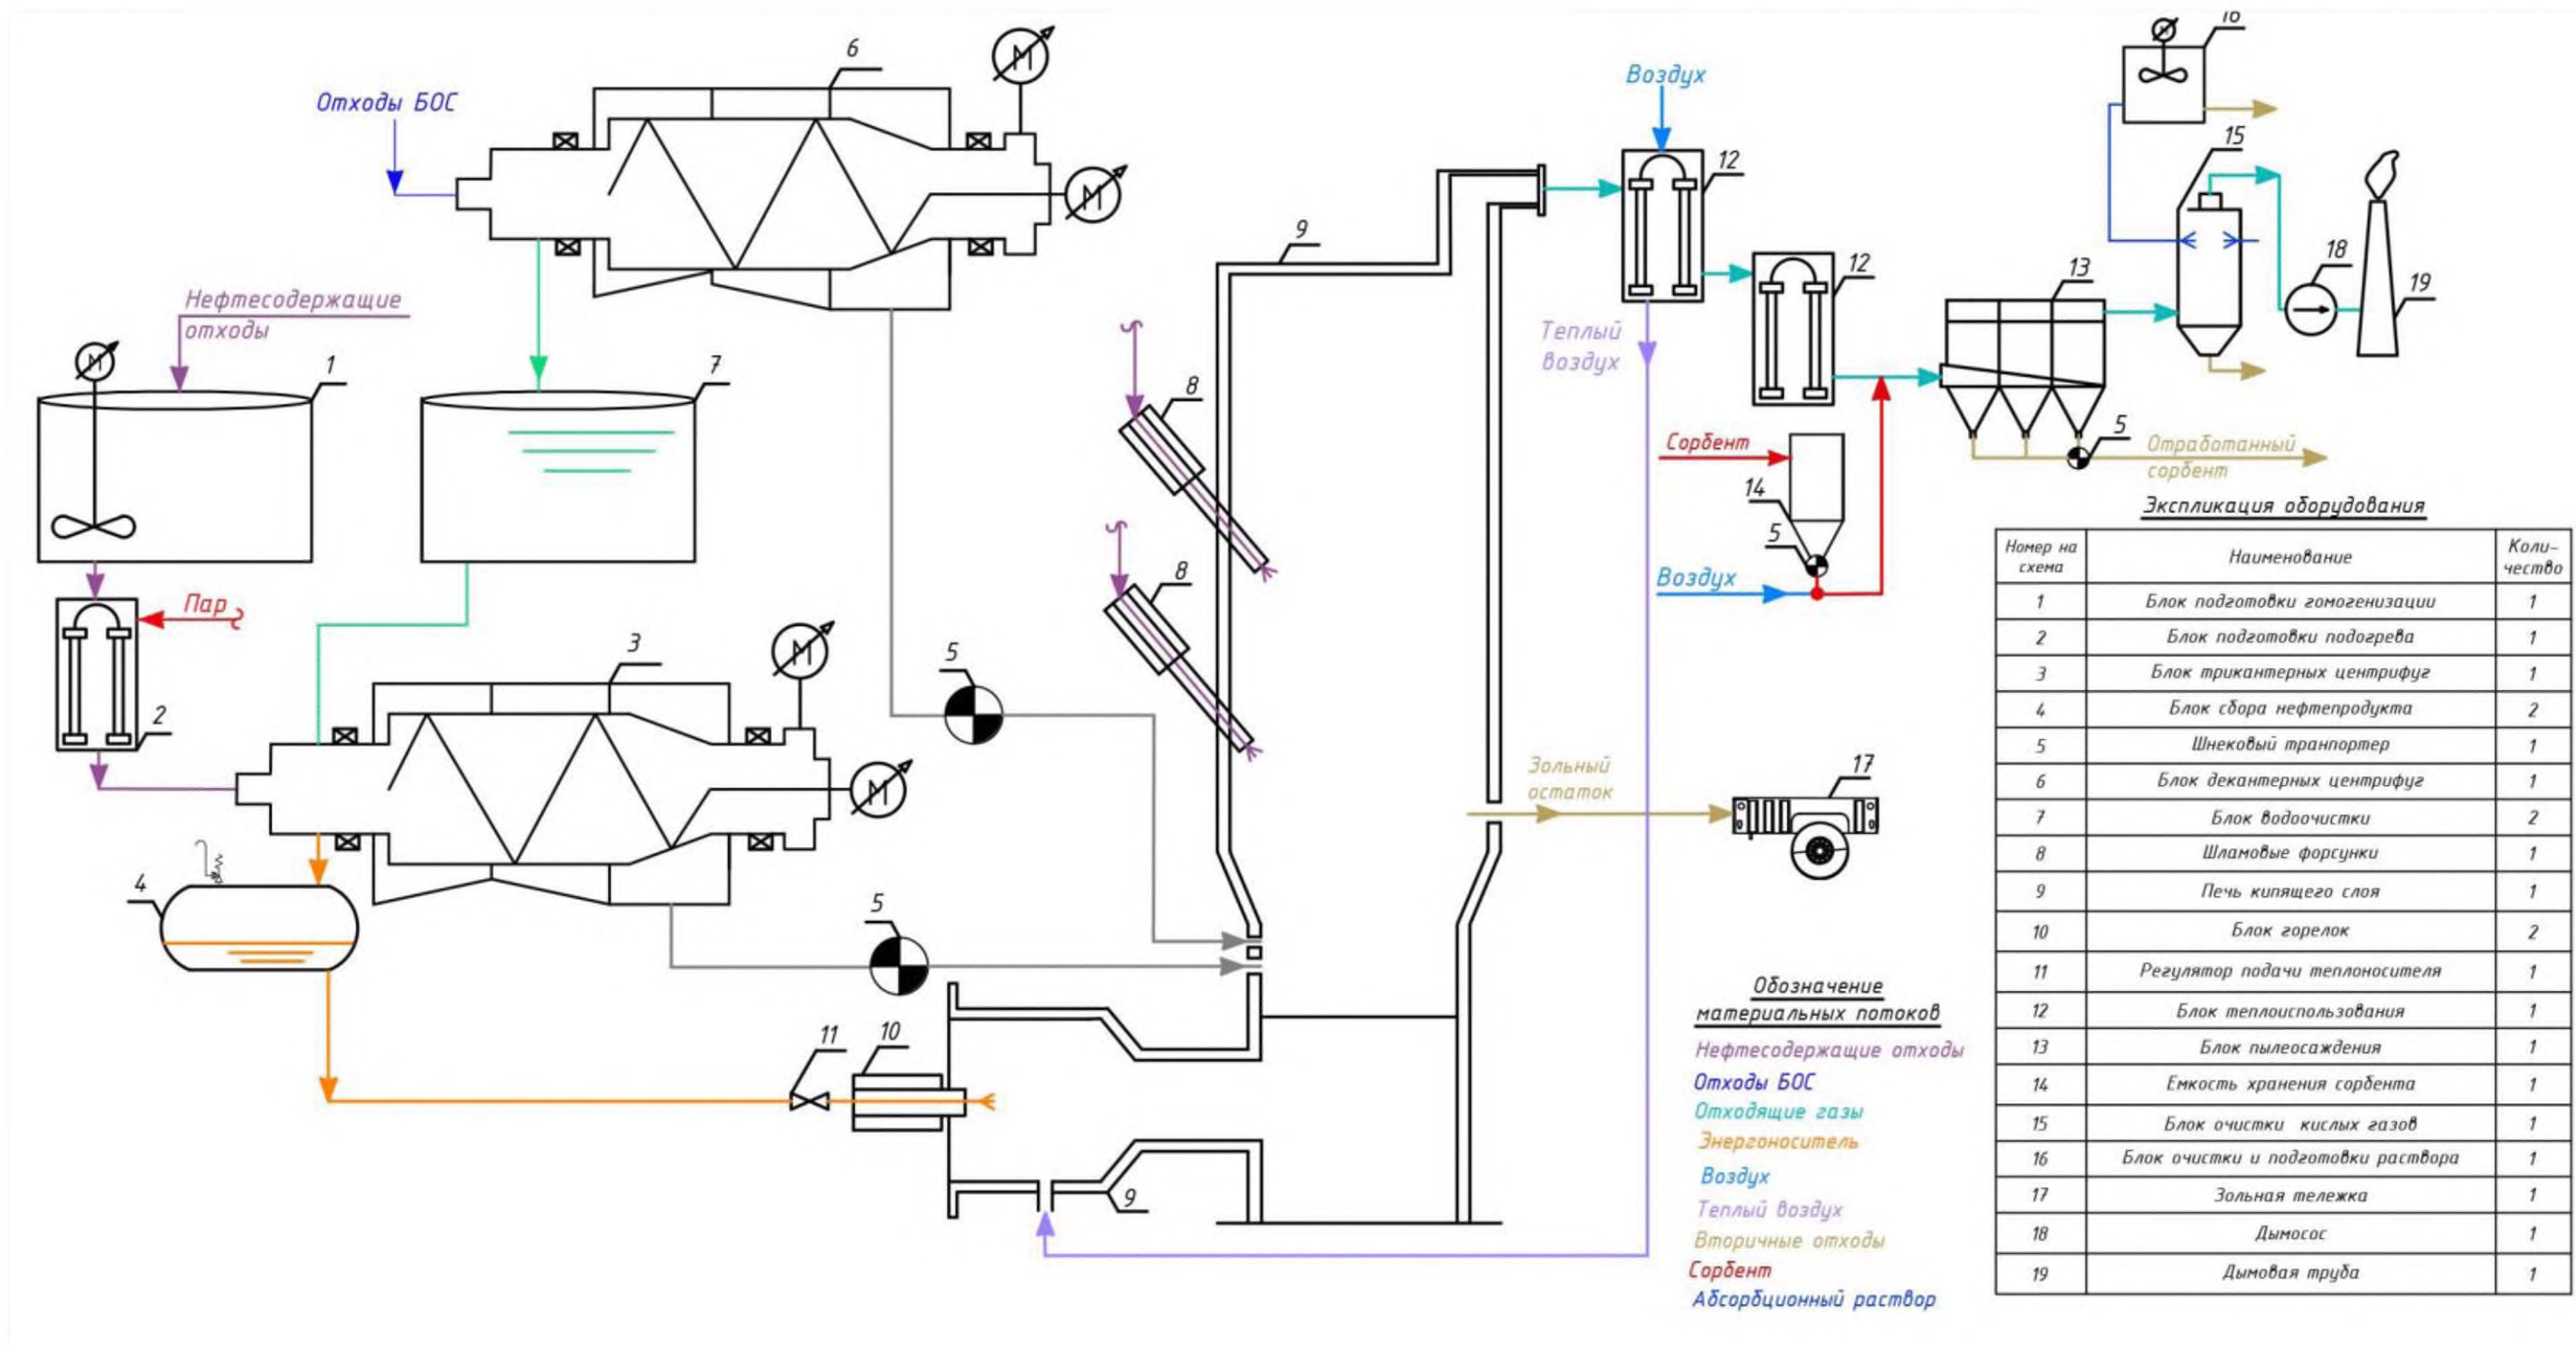 Отходы БОС
6
М
М
Нефтесодержащие
отходы
М
1
7
Пар
2
3
М
М
4
5
5
11
10
9
8
8
9
Воздух
12
12
Теплый
воздух
Сорбент
14
5
Воздух
13
5
Отработанный
сорбент
16
15
18
19
Зольный
остаток
17
Обозначение
материальных потоков
Нефтесодержащие отходы
Отходы БОС
Отходящие газы
Энергоноситель
Воздух
Теплый воздух
Вторичные отходы
Сорбент
Абсорбционный раствор
Экспликация оборудования
Номер на схема Наименование Коли-чество
1 Блок подготовки гомогенизации 1
2 Блок подготовки подогрева 1
3 Блок трикантерных центрифуг 1
4 Блок сбора нефтепродукта 2
5 Шнековый транпортер 1
6 Блок декантерных центрифуг 1
7 Блок водоочистки 2
8 Шламовые форсунки 1
9 Печь кипящего слоя 1
10 Блок горелок 2
11 Регулятор подачи теплоносителя 1
12 Блок теплоиспользования 1
13 Блок пылеосаждения 1
14 Емкость хранения сорбента 1
15 Блок очистки кислых газов 1
16 Блок очистки и подготовки раствора 1
17 Зольная тележка 1
18 Дымосос 1
19 Дымовая труба 1